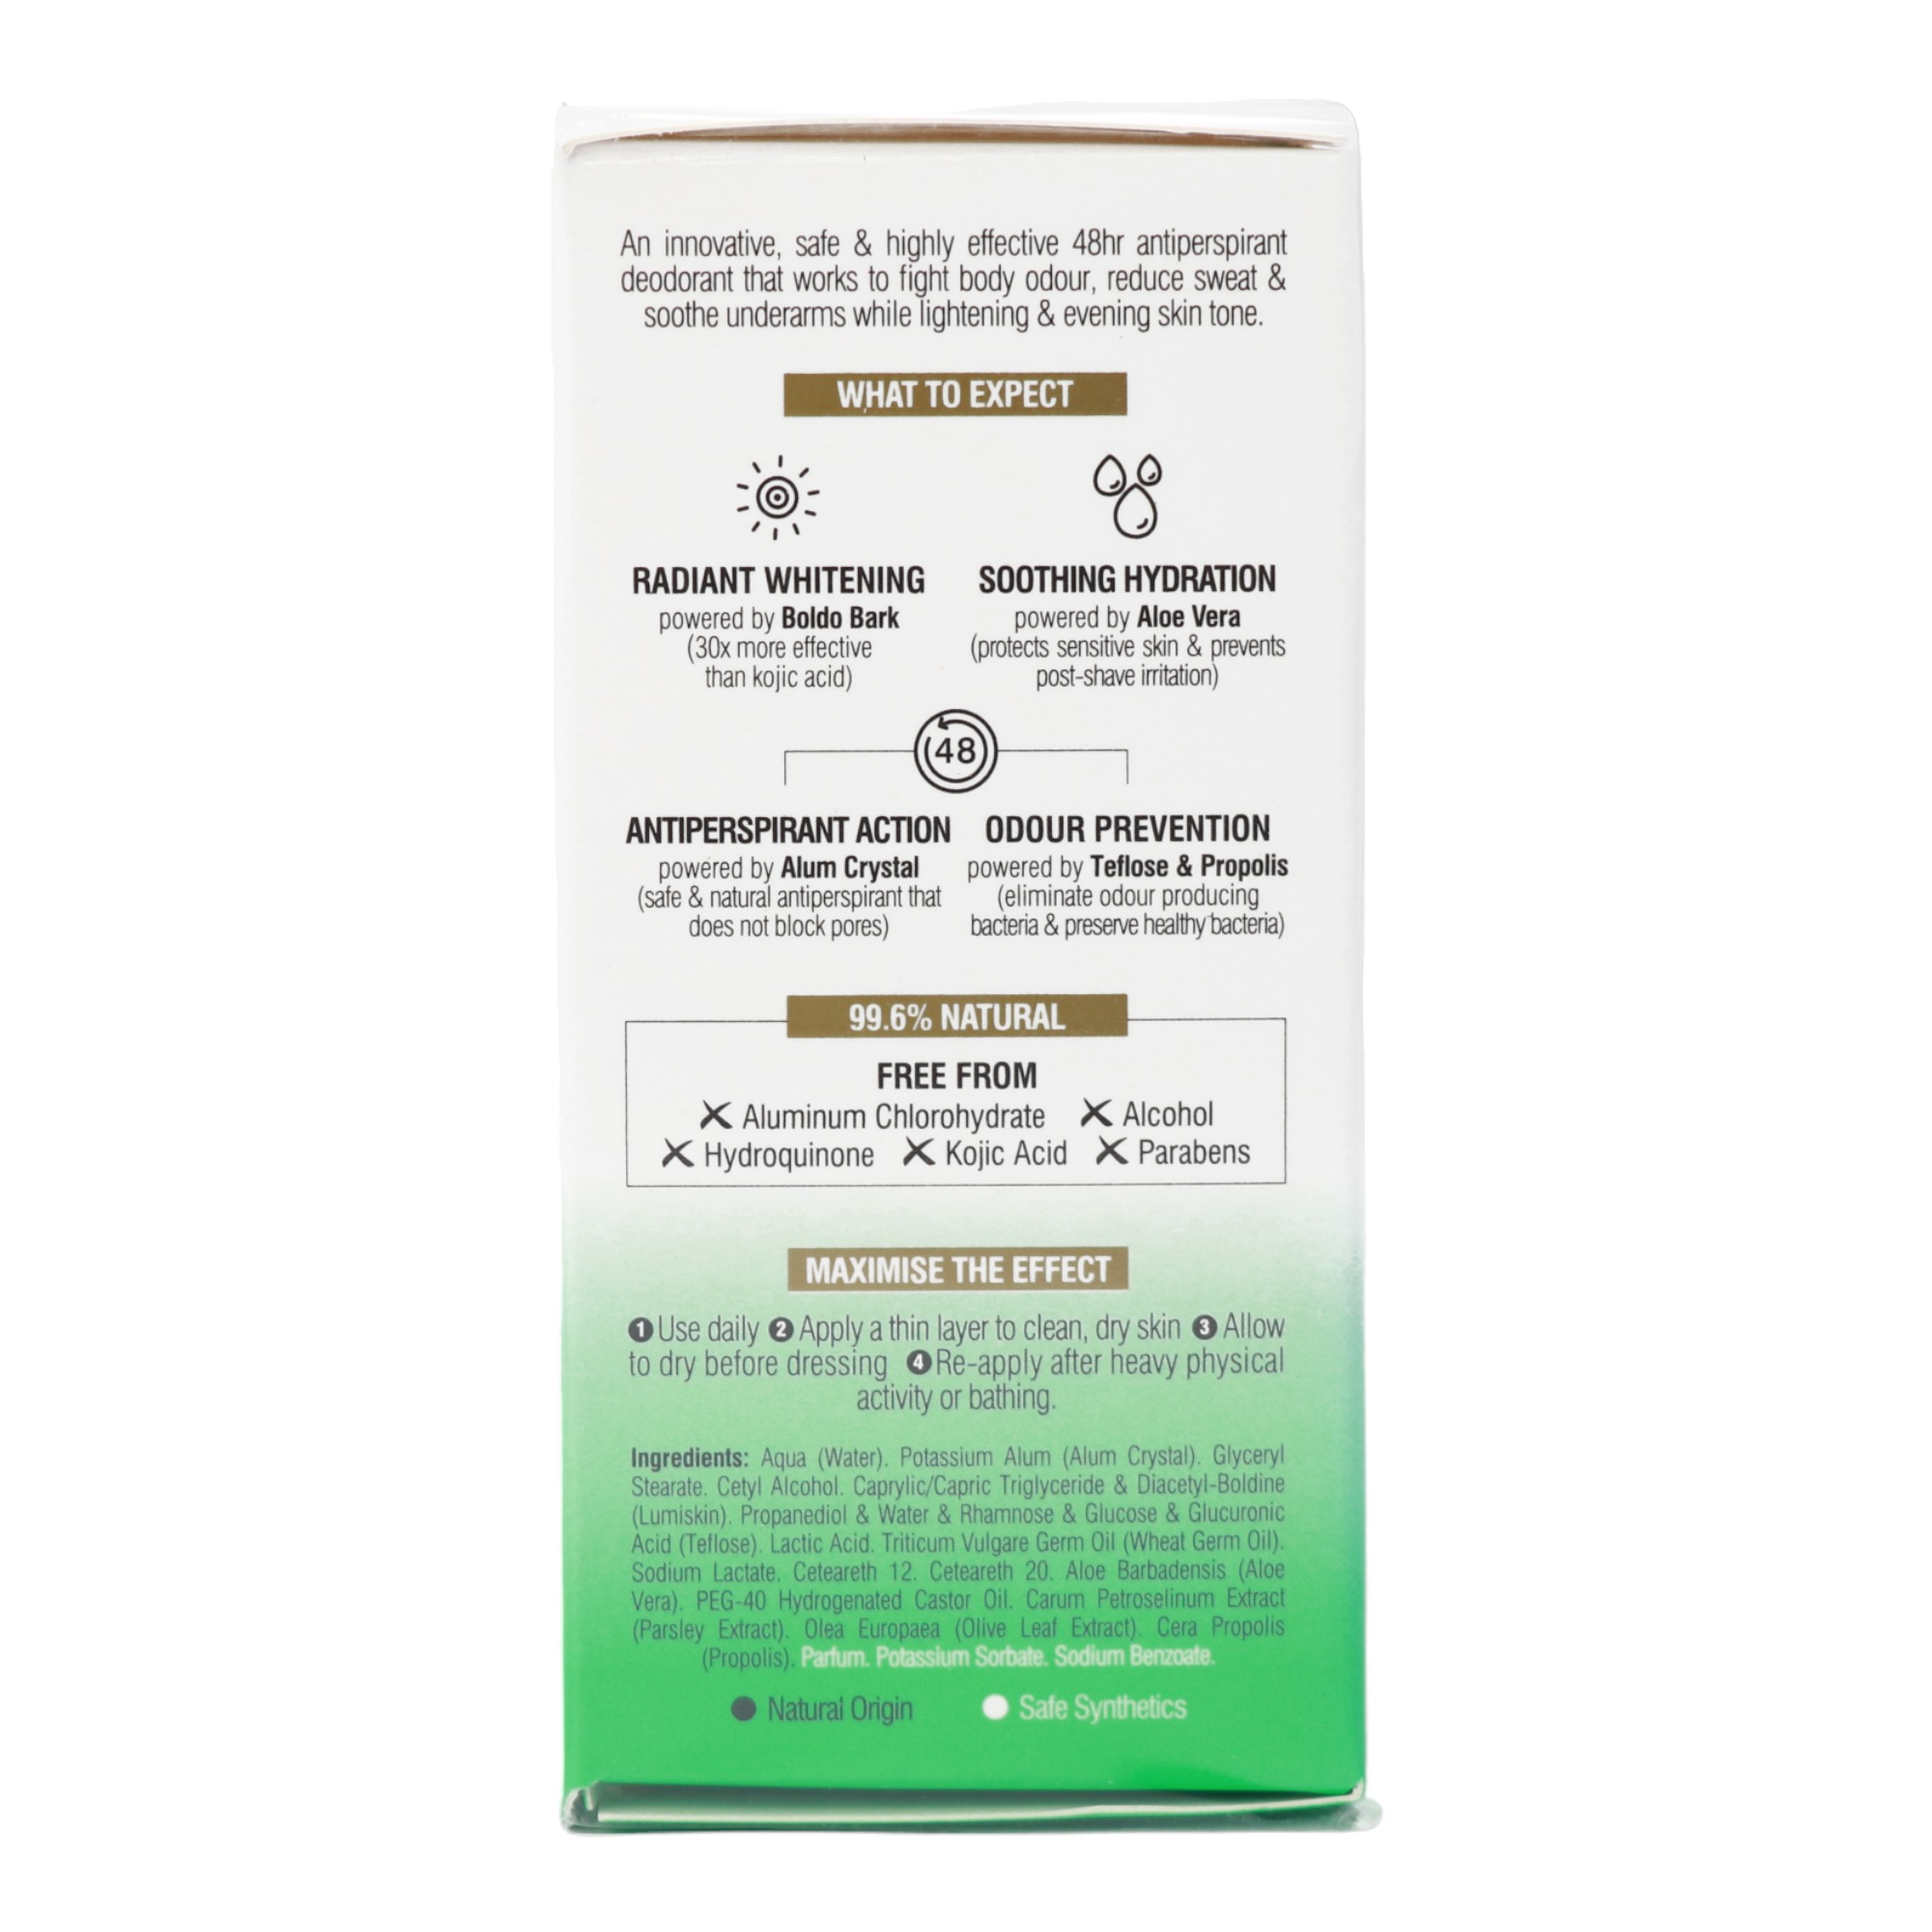 An innovative, safe & highly effective 48hr antiperspirant
deodorant that works to fight body odour, reduce sweat &
soothe underarms while lightening & evening skin tone.
WHAT TO EXPECT
RADIANT WHITENING
powered by Boldo Bark
(30x more effective
than kojic acid)
SOOTHING HYDRATION
powered by Aloe Vera
(protects sensitive skin & prevents
post-shave irritation)
48
ANTIPERSPIRANT ACTION
powered by Alum Crystal
(safe & natural antiperspirant that
does not block pores)
ODOUR PREVENTION
powered by Teflose & Propolis
(eliminate odour producing
bacteria & preserve healthy bacteria)
99.6% NATURAL
FREE FROM
Aluminum Chlorohydrate Alcohol
Hydroquinone Kojic Acid Parabens
MAXIMISE THE EFFECT
1 Use daily 2 Apply a thin layer to clean, dry skin 3 Allow
to dry before dressing 4 Re-apply after heavy physical
activity or bathing.
Ingredients: Aqua (Water). Potassium Alum (Alum Crystal). Glyceryl
Stearate. Cetyl Alcohol. Caprylic/Capric Triglyceride & Diacetyl-Boldine
(Lumiskin). Propanediol & Water & Rhamnose & Glucose & Glucuronic
Acid (Teflose). Lactic Acid. Triticum Vulgare Germ Oil (Wheat Germ Oil).
Sodium Lactate. Ceteareth 12. Ceteareth 20. Aloe Barbadensis (Aloe
Vera). PEG-40 Hydrogenated Castor Oil. Carum Petroselinum Extract
(Parsley Extract). Olea Europaea (Olive Leaf Extract). Cera Propolis
(Propolis). Parfum. Potassium Sorbate. Sodium Benzoate.
Natural Origin Safe Synthetics